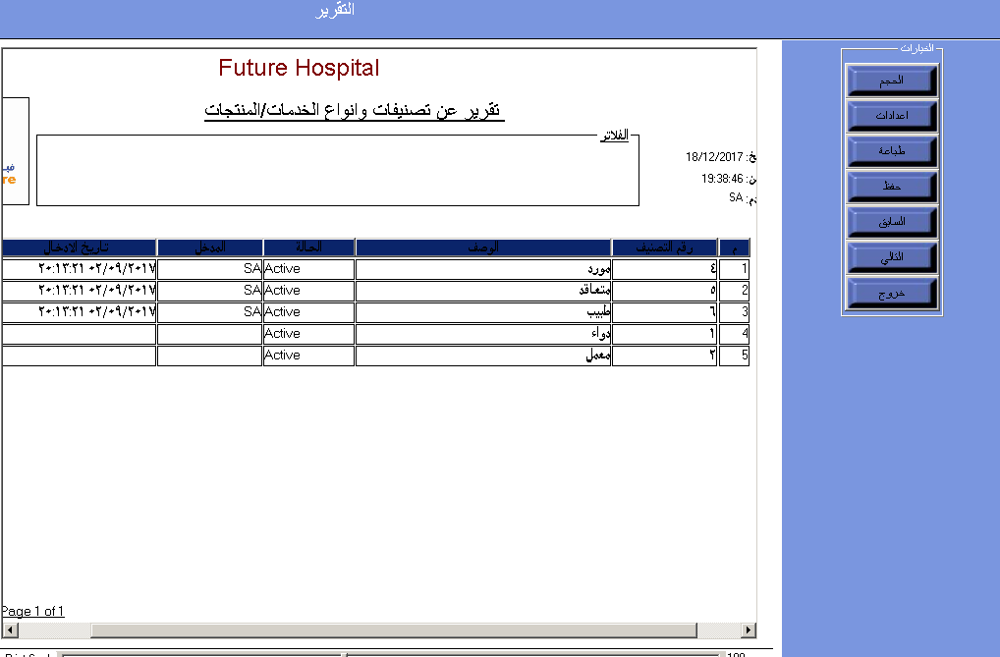 التقرير
Future Hospital
تقرير عن تصنيفات وانواع الخدمات/المنتجات
الفلاتر
خ: 18/12/2017
ن: 19:38:46
دم: SA
re
م رقم التصنيف الوصف الحالة المدخل تاريخ الادخال
1 ٤ مورد Active SA ٢٠:١٣:٢١ ٠٢/٠٩/٢٠١٧
2 ٥ متعاقد Active SA ٢٠:١٣:٢١ ٠٢/٠٩/٢٠١٧
3 ٦ طبيب Active SA ٢٠:١٣:٢١ ٠٢/٠٩/٢٠١٧
4 ١ دواء Active
5 ٢ معمل Active
Page 1 of 1
100
الخيارات
الحجم
اعدادات
طباعة
حفظ
السابق
التالي
خروج